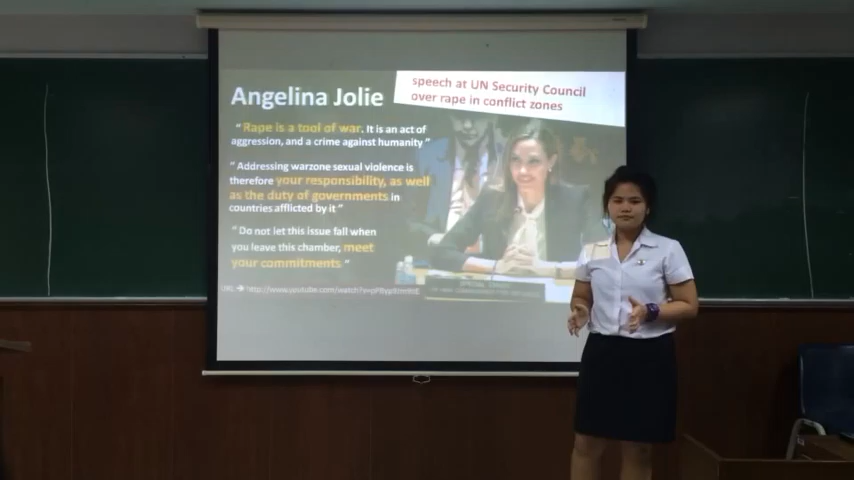 Angelina Jolie
speech at UN Security Council
over rape in conflict zones
" Rape is a tool of war. It is an act of
aggression, and a crime against humanity "
" Addressing warzone sexual violence is
therefore your responsibility, as well
as the duty of governments in
countries afflicted by it "
" Do not let this issue fall when
you leave this chamber, meet
your commitments "
URL → 
SPECIAL ENVOY